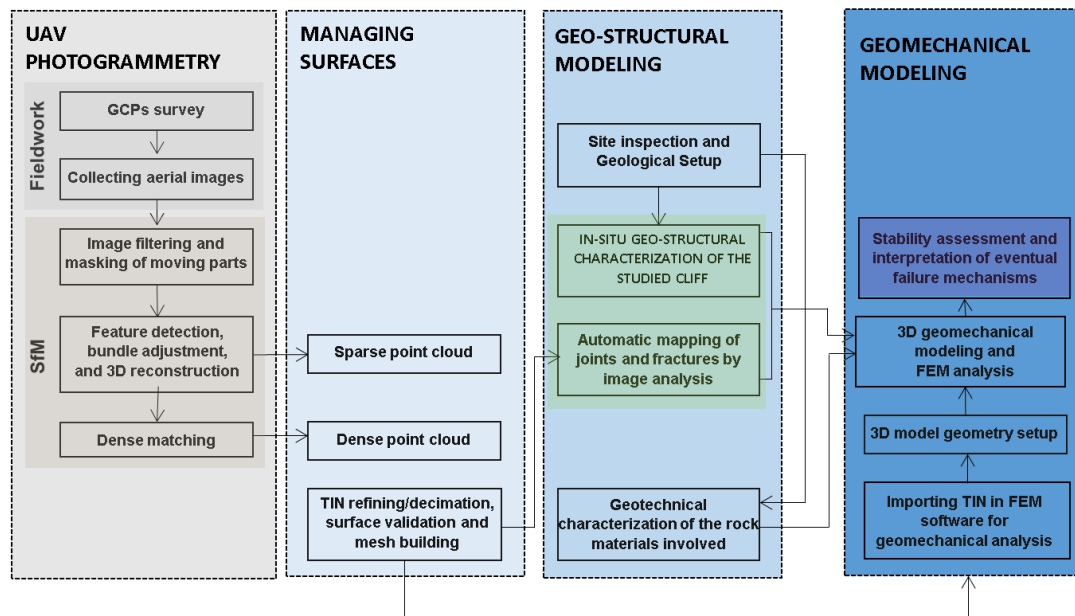 UAV
PHOTOGRAMMETRY
Fieldwork
GCPs survey
Collecting aerial images
SfM
Image filtering and
masking of moving parts
Feature detection,
bundle adjustment,
and 3D reconstruction
Dense matching
MANAGING
SURFACES
Sparse point cloud
Dense point cloud
TIN refining/decimation,
surface validation and
mesh building
GEO-STRUCTURAL
MODELING
Site inspection and
Geological Setup
IN-SITU GEO-STRUCTURAL
CHARACTERIZATION OF THE
STUDIED CLIFF
Automatic mapping of
joints and fractures by
image analysis
Geotechnical
characterization of the rock
materials involved
GEOMECHANICAL
MODELING
Stability assessment and
interpretation of eventual
failure mechanisms
3D geomechanical
modeling and
FEM analysis
3D model geometry setup
Importing TIN in FEM
software for
geomechanical analysis